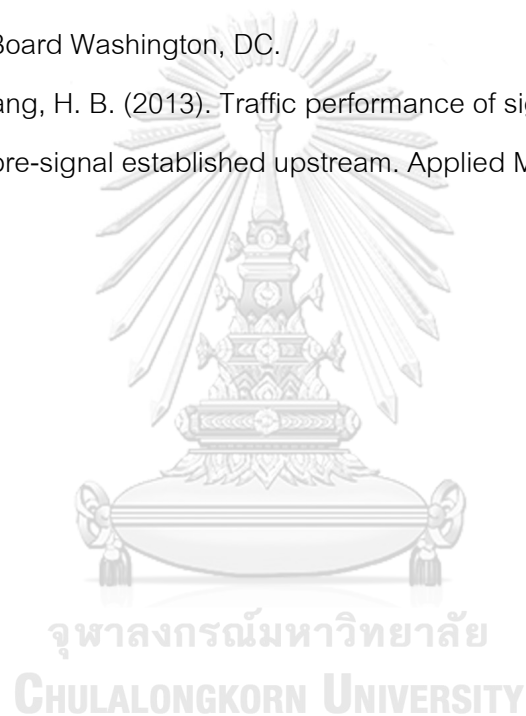 Board Washington, DC.
ang, H. B. (2013). Traffic performance of sig
ore-signal established upstream. Applied M
จุฬาลงกรณ์มหาวิทยาลัย
CHULALONGKORN UNIVERSITY